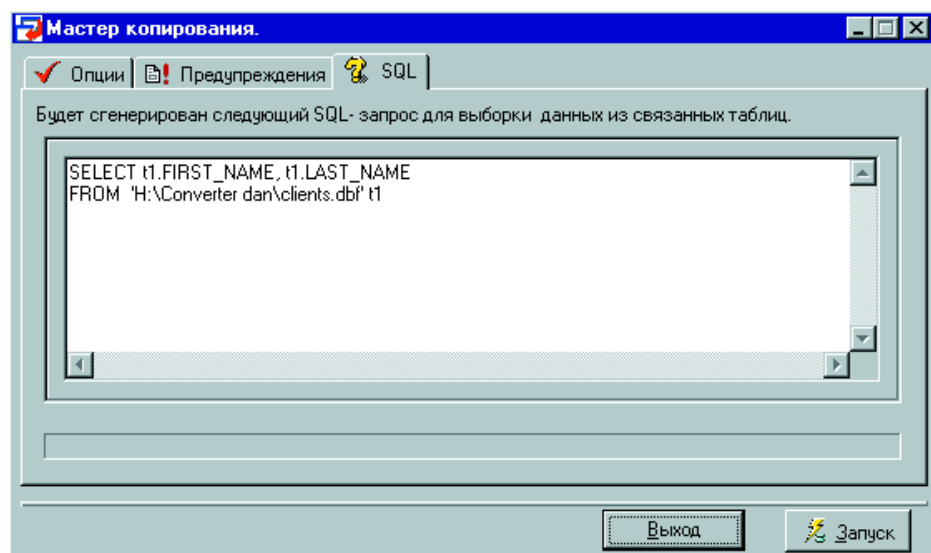 Мастер копирования.
Опции Предупреждения SQL
Будет сгенерирован следующий SQL- запрос для выборки данных из связанных таблиц.
SELECT t1.FIRST_NAME, t1.LAST_NAME
FROM 'H:\Converter dan\clients.dbf' t1
Выход Запуск